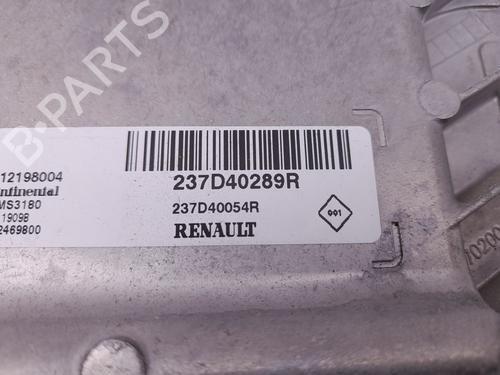 B-PARTS
12198004
ntinental
MS3180
19098
2469800
237D40289R
237D40054R
RENAULT
001